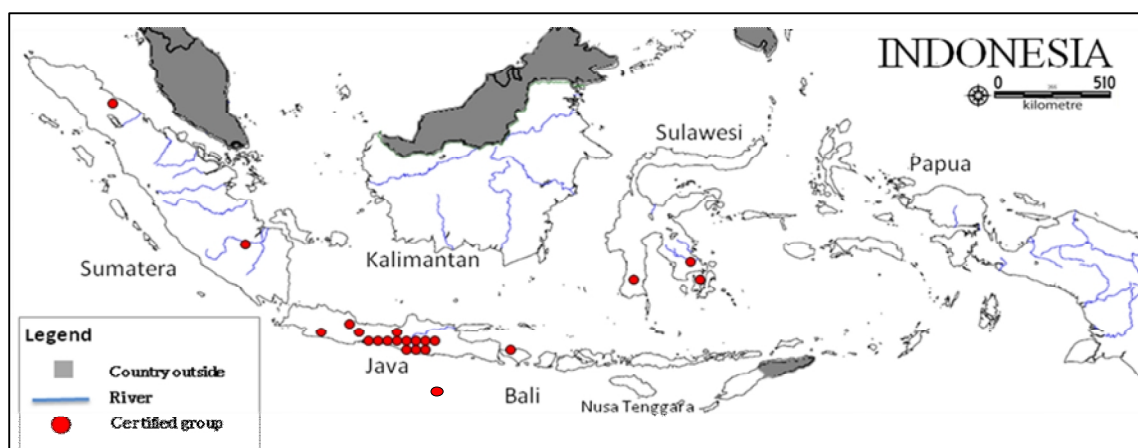 INDONESIA
0 510
kilometre
Sulawesi
Papua
Kalimantan
Sumatera
Java
Bali
Nusa Tenggara
Legend
Country outside
River
Certified group